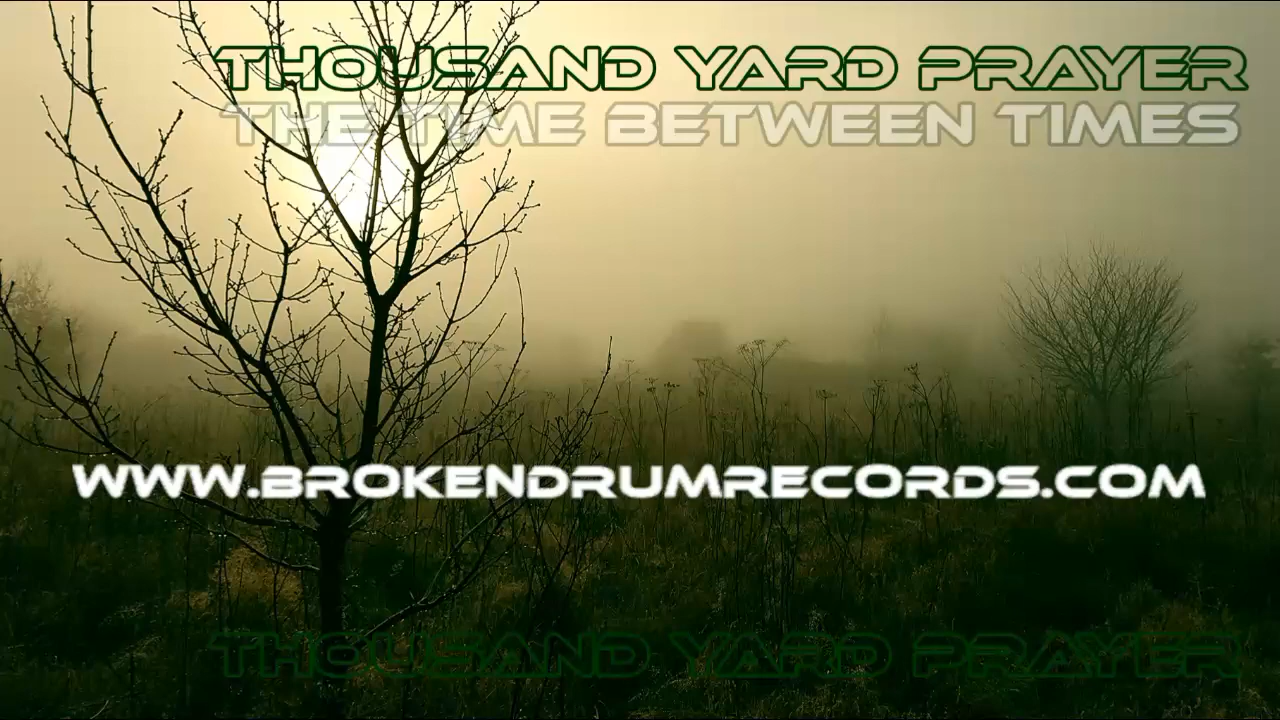 THOUSAND YARD PRAYER
THE TIME BETWEEN TIMES
WWW.BROKENDRUMRECORDS.COM
THOUSAND YARD PRAYER